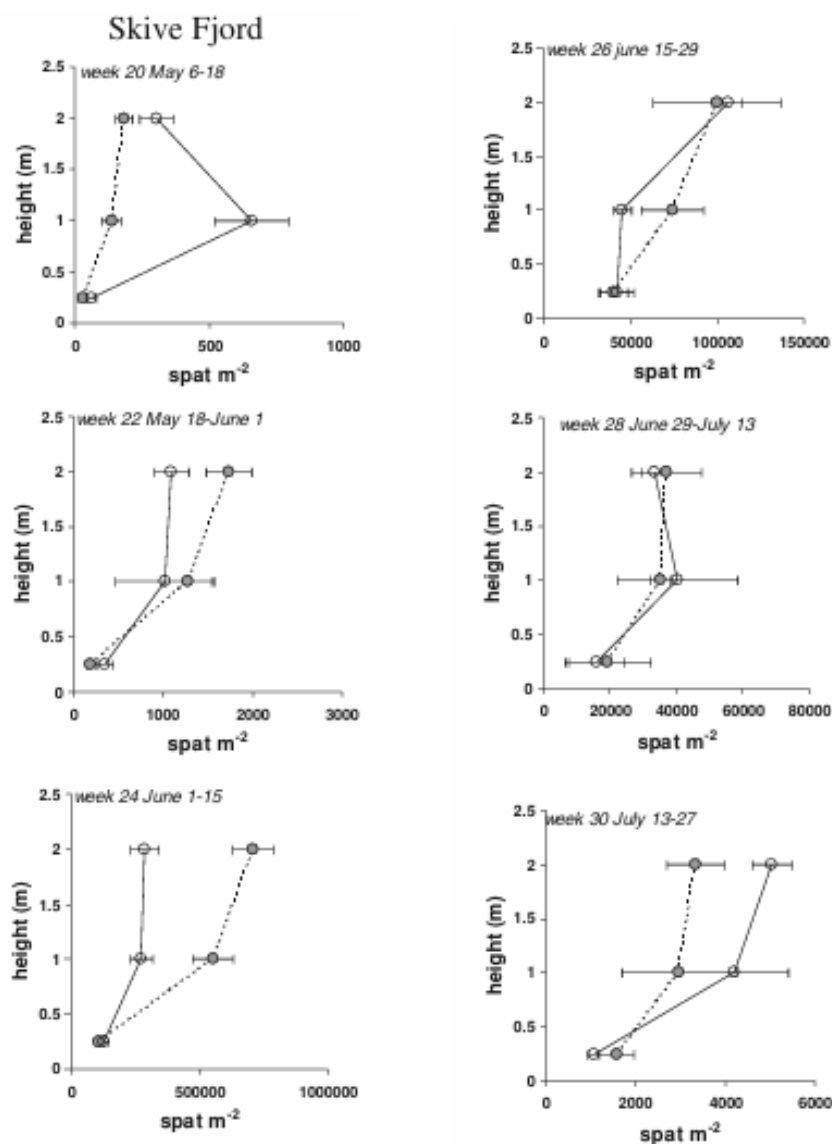 Skive Fjord
week 20 May 6-18
2.5
2
1.5
1
0.5
0
height (m)
0 500 1000
spat m-2
week 26 june 15-29
2.5
2
1.5
1
0.5
0
height (m)
0 50000 100000 150000
spat m-2
week 22 May 18-June 1
2.5
2
1.5
1
0.5
0
height (m)
0 1000 2000 3000
spat m-2
week 28 June 29-July 13
2.5
2
1.5
1
0.5
0
height (m)
0 20000 40000 60000 80000
spat m-2
week 24 June 1-15
2.5
2
1.5
1
0.5
0
height (m)
0 500000 1000000
spat m-2
week 30 July 13-27
2.5
2
1.5
1
0.5
0
height (m)
0 2000 4000 6000
spat m-2